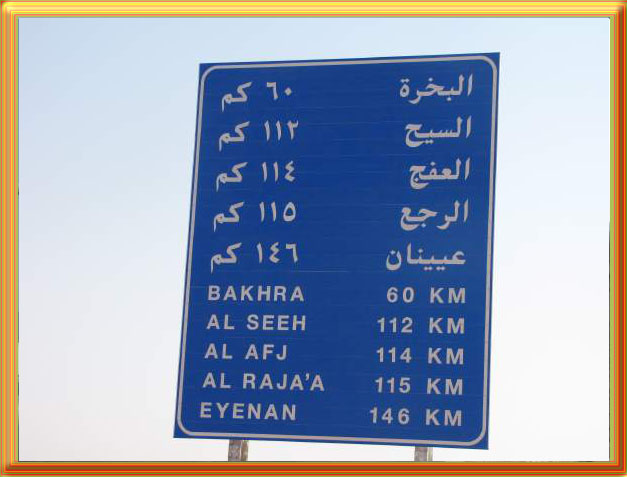 البخرة ٦٠ كم
السيح ١١٢ كم
العفج ١١٤ كم
الرجع ١١٥ كم
عيينان ١٤٦ كم
BAKHRA 60 KM
AL SEEH 112 KM
AL AFJ 114 KM
AL RAJA'A 115 KM
EYENAN 146 KM